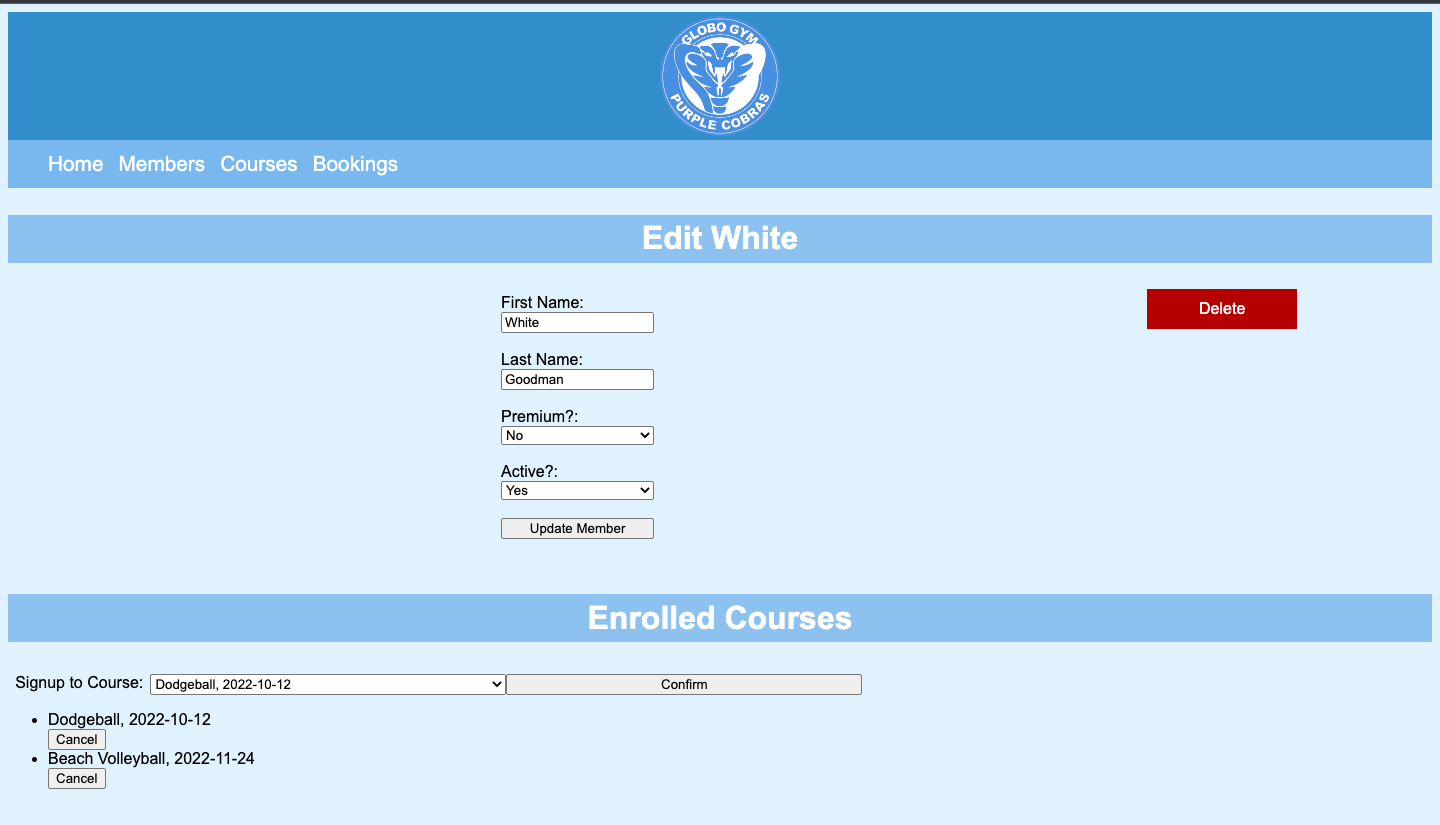 GLOBO GYM
PURPLE COBRAS
Home Members Courses Bookings
Edit White
First Name:
White
Delete
Last Name:
Goodman
Premium?:
No
Active?:
Yes
Update Member
Enrolled Courses
Signup to Course: Dodgeball, 2022-10-12 Confirm
• Dodgeball, 2022-10-12
Cancel
• Beach Volleyball, 2022-11-24
Cancel